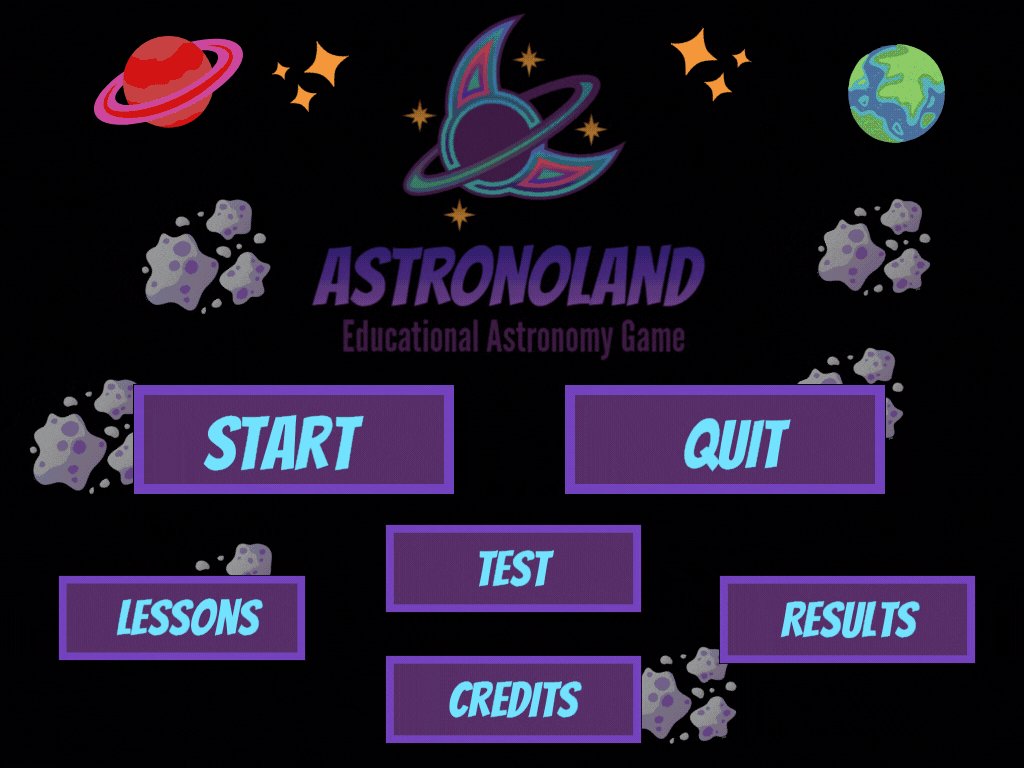 ASTRONOLAND
Educational Astronomy Game
START
QUIT
TEST
LESSONS
RESULTS
CREDITS